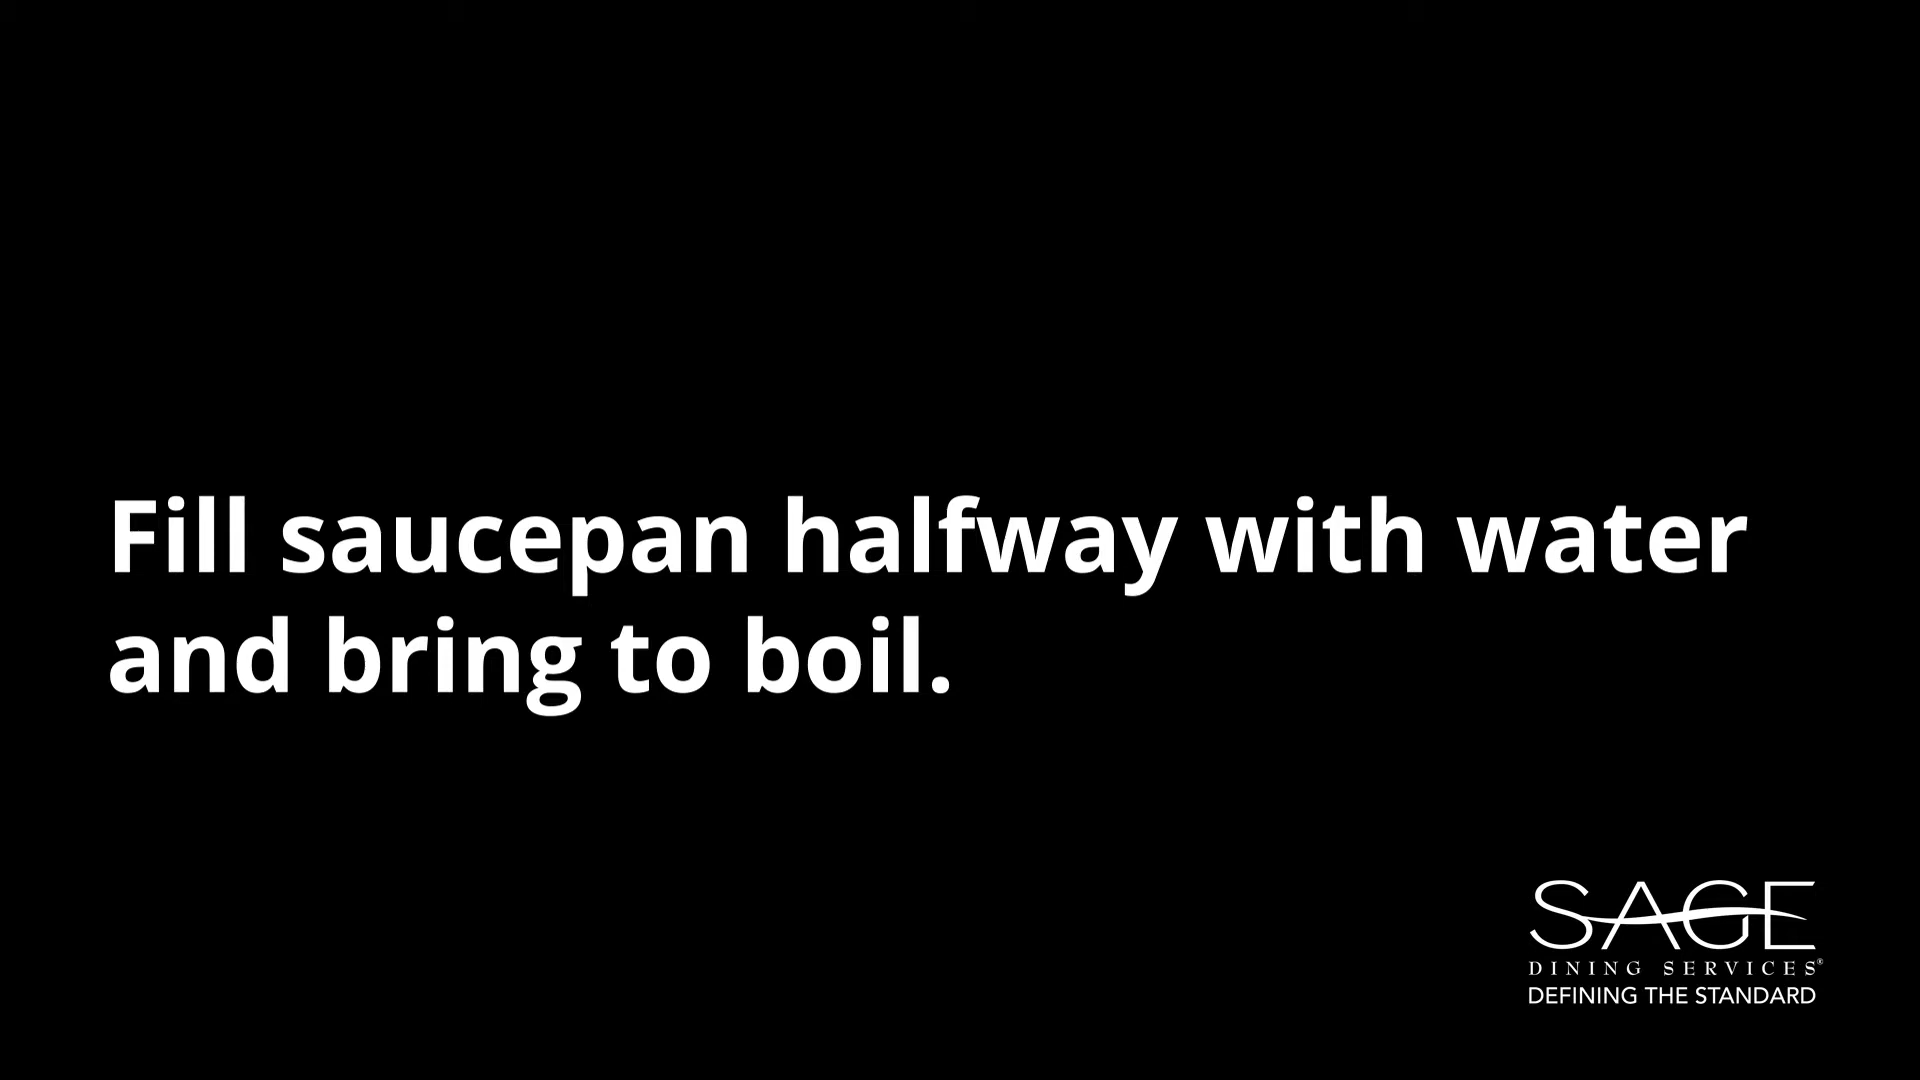 Fill saucepan halfway with water
and bring to boil.
SAGE
DINING SERVICES®
DEFINING THE STANDARD